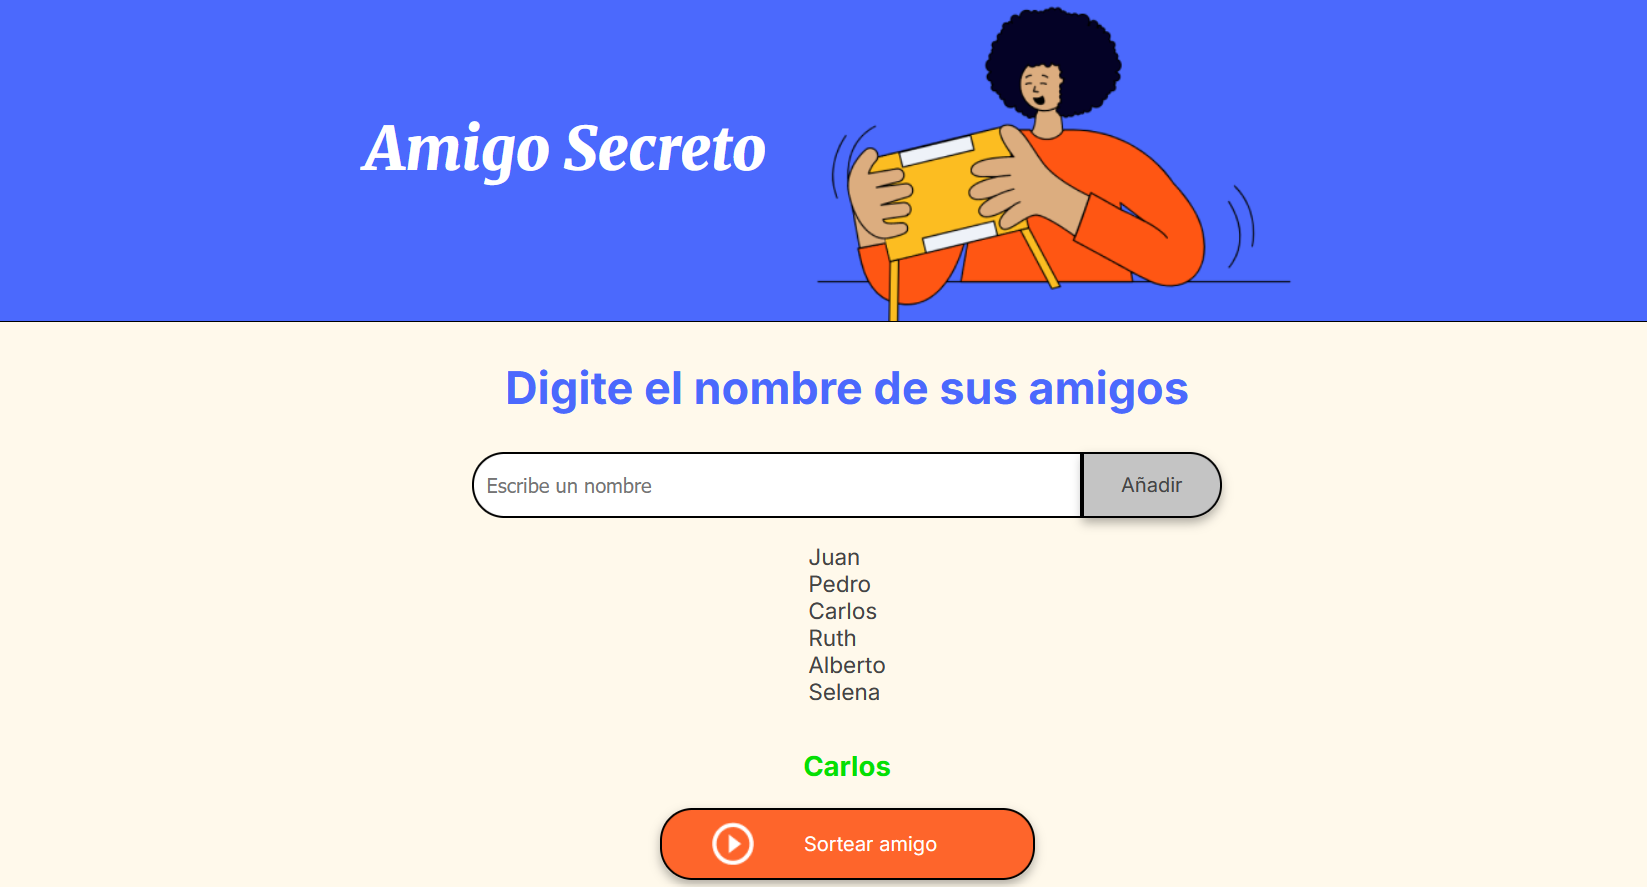 Amigo Secreto
Digite el nombre de sus amigos
Escribe un nombre
Añadir
Juan
Pedro
Carlos
Ruth
Alberto
Selena
Carlos
Sortear amigo